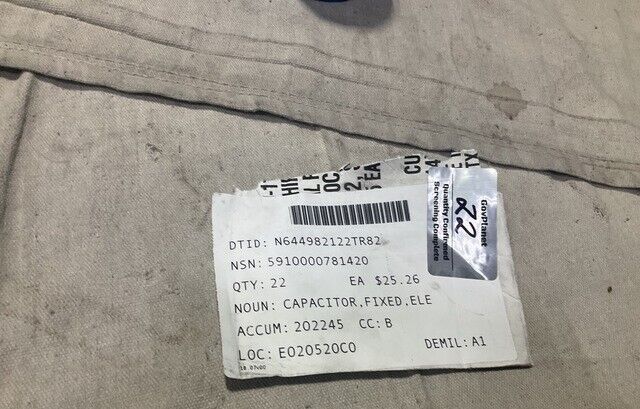 DTID: N644982122TR82
NSN: 5910000781420
QTY: 22 EA $25.26
NOUN: CAPACITOR,FIXED,ELE
ACCUM: 202245 CC: B
LOC: E020520C0 DEMIL: A1
GovPlanet
22
Quantity Confirmed
Screening Complete